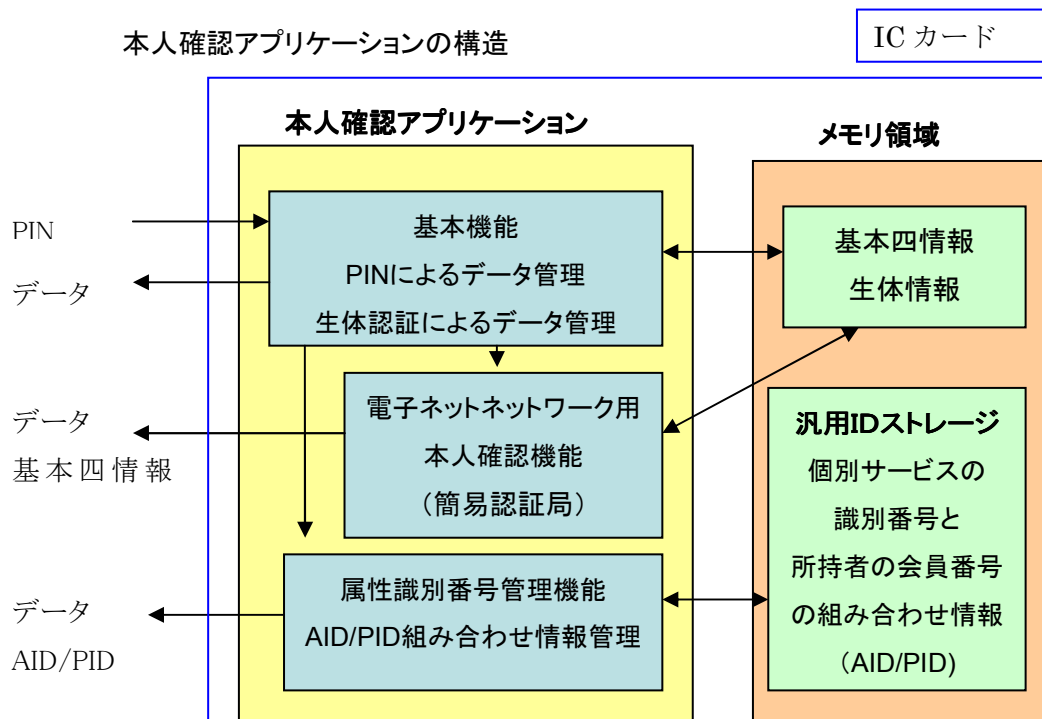 本人確認アプリケーションの構造
IC カード
本人確認アプリケーション
メモリ領域
PIN
データ
基本機能
PINによるデータ管理
生体認証によるデータ管理
基本四情報
生体情報
データ
基本四情報
電子ネットネットワーク用
本人確認機能
（簡易認証局）
汎用IDストレージ
個別サービスの
識別番号と
所持者の会員番号
の組み合わせ情報
（AID/PID)
データ
AID/PID
属性識別番号管理機能
AID/PID組み合わせ情報管理